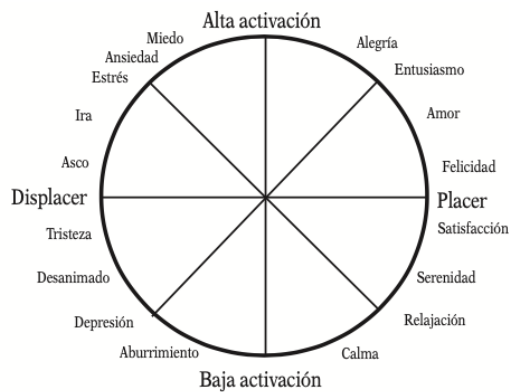 Alta activación
Miedo
Alegría
Ansiedad
Entusiasmo
Estrés
Ira
Amor
Asco
Felicidad
Displacer
Placer
Tristeza
Satisfacción
Desanimado
Serenidad
Depresión
Relajación
Aburrimiento
Calma
Baja activación